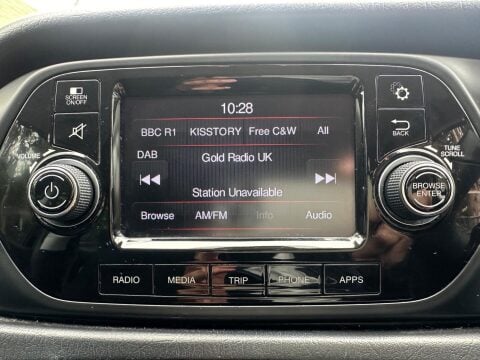 SCREEN
ON/OFF
10:28
BBC R1 KISSTORY Free C&W All
BACK
VOLUME
DAB
Gold Radio UK
TUNE
SCROLL
BROWSE
ENTER
Station Unavailable
Browse AM/FM Info Audio
RADIO MEDIA TRIP PHONE APPS